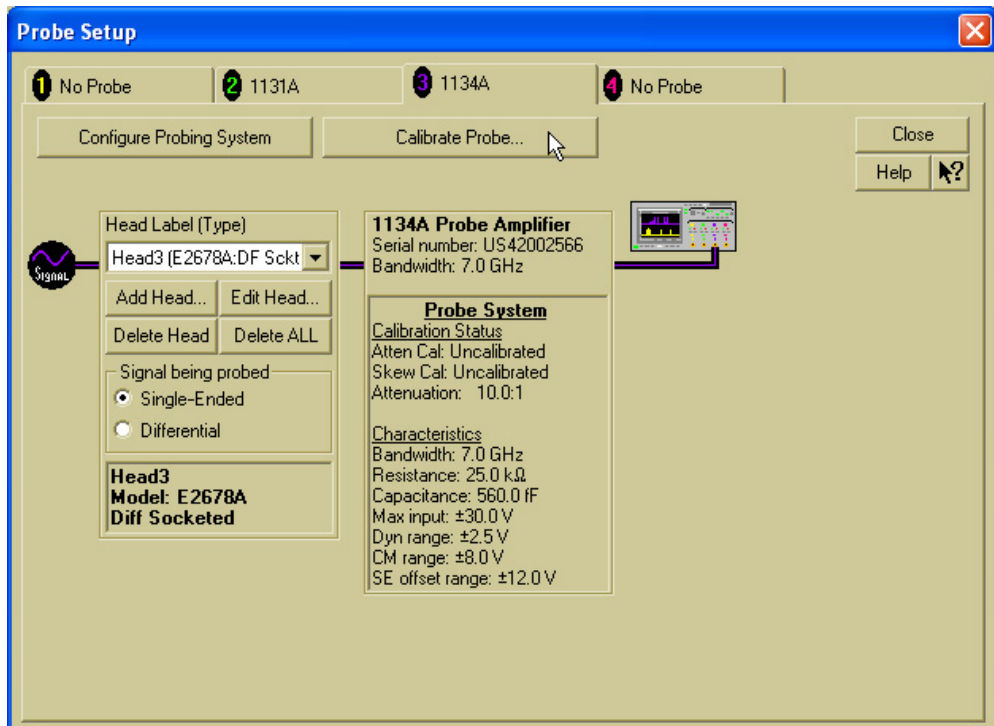 Probe Setup
1 No Probe
2 1131A
3 1134A
4 No Probe
Configure Probing System
Calibrate Probe...
Close
Help
?
Signal
Head Label (Type)
Head3 (E2678A:DF Sckt
Add Head...
Edit Head...
Delete Head
Delete ALL
Signal being probed
Single-Ended
Differential
Head3
Model: E2678A
Diff Socketed
1134A Probe Amplifier
Serial number: US42002566
Bandwidth: 7.0 GHz
Probe System
Calibration Status
Atten Cal: Uncalibrated
Skew Cal: Uncalibrated
Attenuation: 10.0:1
Characteristics
Bandwidth: 7.0 GHz
Resistance: 25.0 kΩ
Capacitance: 560.0 fF
Max input: ±30.0 V
Dyn range: ±2.5 V
CM range: ±8.0 V
SE offset range: ±12.0 V